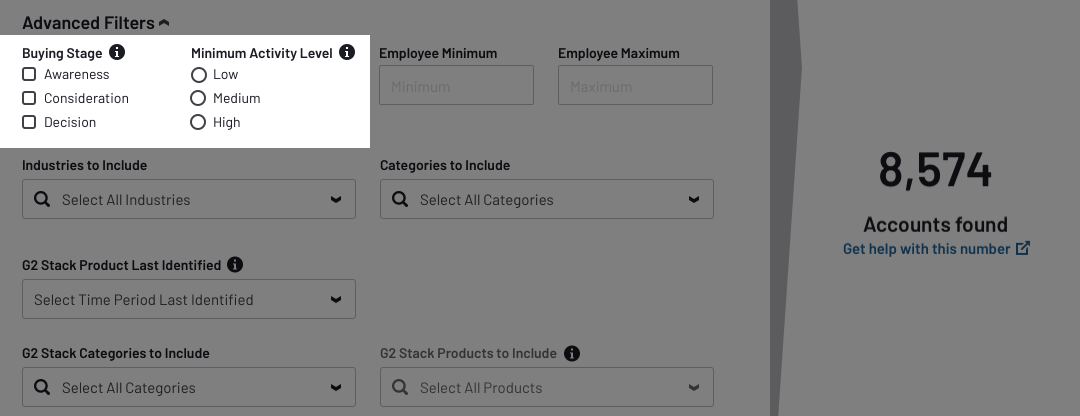 Advanced Filters
Buying Stage
Minimum Activity Level
Employee Minimum
Employee Maximum
Awareness
Low
Minimum
Maximum
Consideration
Medium
Decision
High
Industries to Include
Categories to Include
Select All Industries
Select All Categories
8,574
Accounts found
Get help with this number
G2 Stack Product Last Identified
Select Time Period Last Identified
G2 Stack Categories to Include
G2 Stack Products to Include
Select All Categories
Select All Products